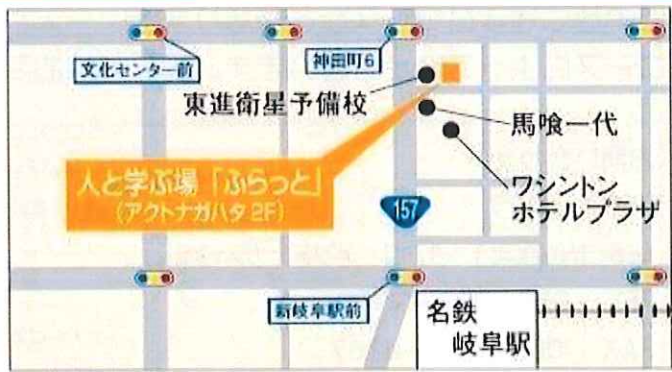 文化センター前
神田町6
東進衛星予備校
馬喰一代
人と学ぶ場「ふらっと」
(アクトナガハタ2F)
ワシントン
ホテルプラザ
157
新岐阜駅前
名鉄
岐阜駅